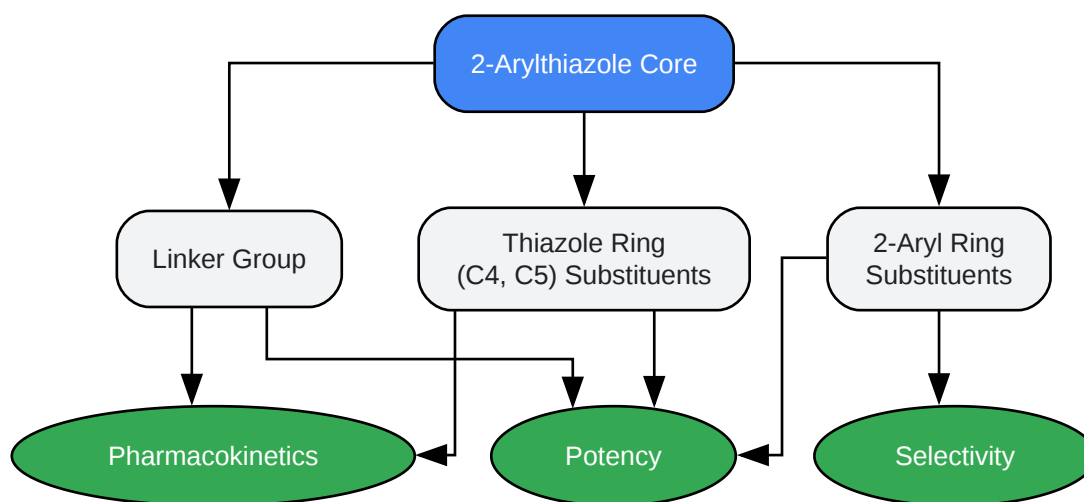 2-Arylthiazole Core
Linker Group
Thiazole Ring
(C4, C5) Substituents
2-Aryl Ring
Substituents
Pharmacokinetics
Potency
Selectivity